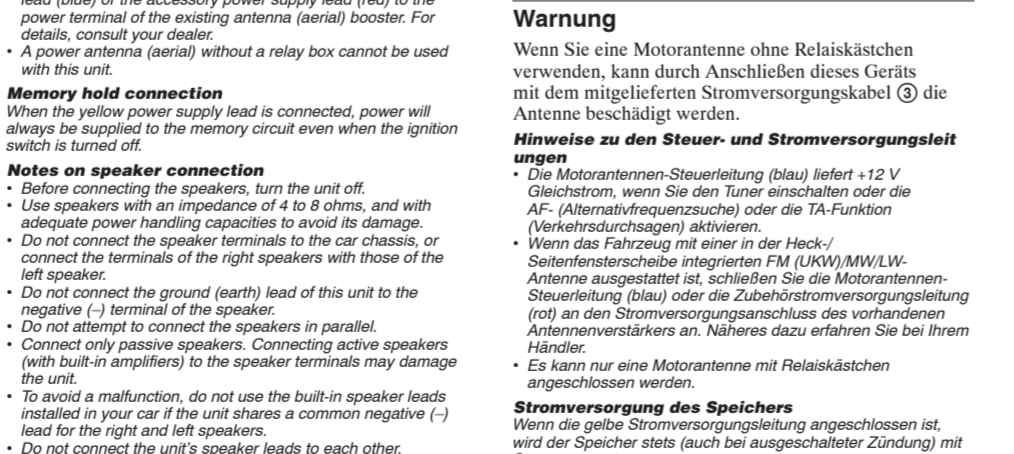 lead (blue) or the accessory power supply lead (red) to the
power terminal of the existing antenna (aerial) booster. For
details, consult your dealer.
• A power antenna (aerial) without a relay box cannot be used
with this unit.
Memory hold connection
When the yellow power supply lead is connected, power will
always be supplied to the memory circuit even when the ignition
switch is turned off.
Notes on speaker connection
• Before connecting the speakers, turn the unit off.
• Use speakers with an impedance of 4 to 8 ohms, and with
adequate power handling capacities to avoid its damage.
• Do not connect the speaker terminals to the car chassis, or
connect the terminals of the right speakers with those of the
left speaker.
• Do not connect the ground (earth) lead of this unit to the
negative (–) terminal of the speaker.
• Do not attempt to connect the speakers in parallel.
• Connect only passive speakers. Connecting active speakers
(with built-in amplifiers) to the speaker terminals may damage
the unit.
• To avoid a malfunction, do not use the built-in speaker leads
installed in your car if the unit shares a common negative (–)
lead for the right and left speakers.
• Do not connect the unit's speaker leads to each other.
Warnung
Wenn Sie eine Motorantenne ohne Relaiskästchen
verwenden, kann durch Anschließen dieses Geräts
mit dem mitgelieferten Stromversorgungskabel ③ die
Antenne beschädigt werden.
Hinweise zu den Steuer- und Stromversorgungsleit
ungen
• Die Motorantennen-Steuerleitung (blau) liefert +12 V
Gleichstrom, wenn Sie den Tuner einschalten oder die
AF- (Alternativfrequenzsuche) oder die TA-Funktion
(Verkehrsdurchsagen) aktivieren.
• Wenn das Fahrzeug mit einer in der Heck-/
Seitenfensterscheibe integrierten FM (UKW)/MW/LW-
Antenne ausgestattet ist, schließen Sie die Motorantennen-
Steuerleitung (blau) oder die Zubehörstromversorgungsleitung
(rot) an den Stromversorgungsanschluss des vorhandenen
Antennenverstärkers an. Näheres dazu erfahren Sie bei Ihrem
Händler.
• Es kann nur eine Motorantenne mit Relaiskästchen
angeschlossen werden.
Stromversorgung des Speichers
Wenn die gelbe Stromversorgungsleitung angeschlossen ist,
wird der Speicher stets (auch bei ausgeschalteter Zündung) mit